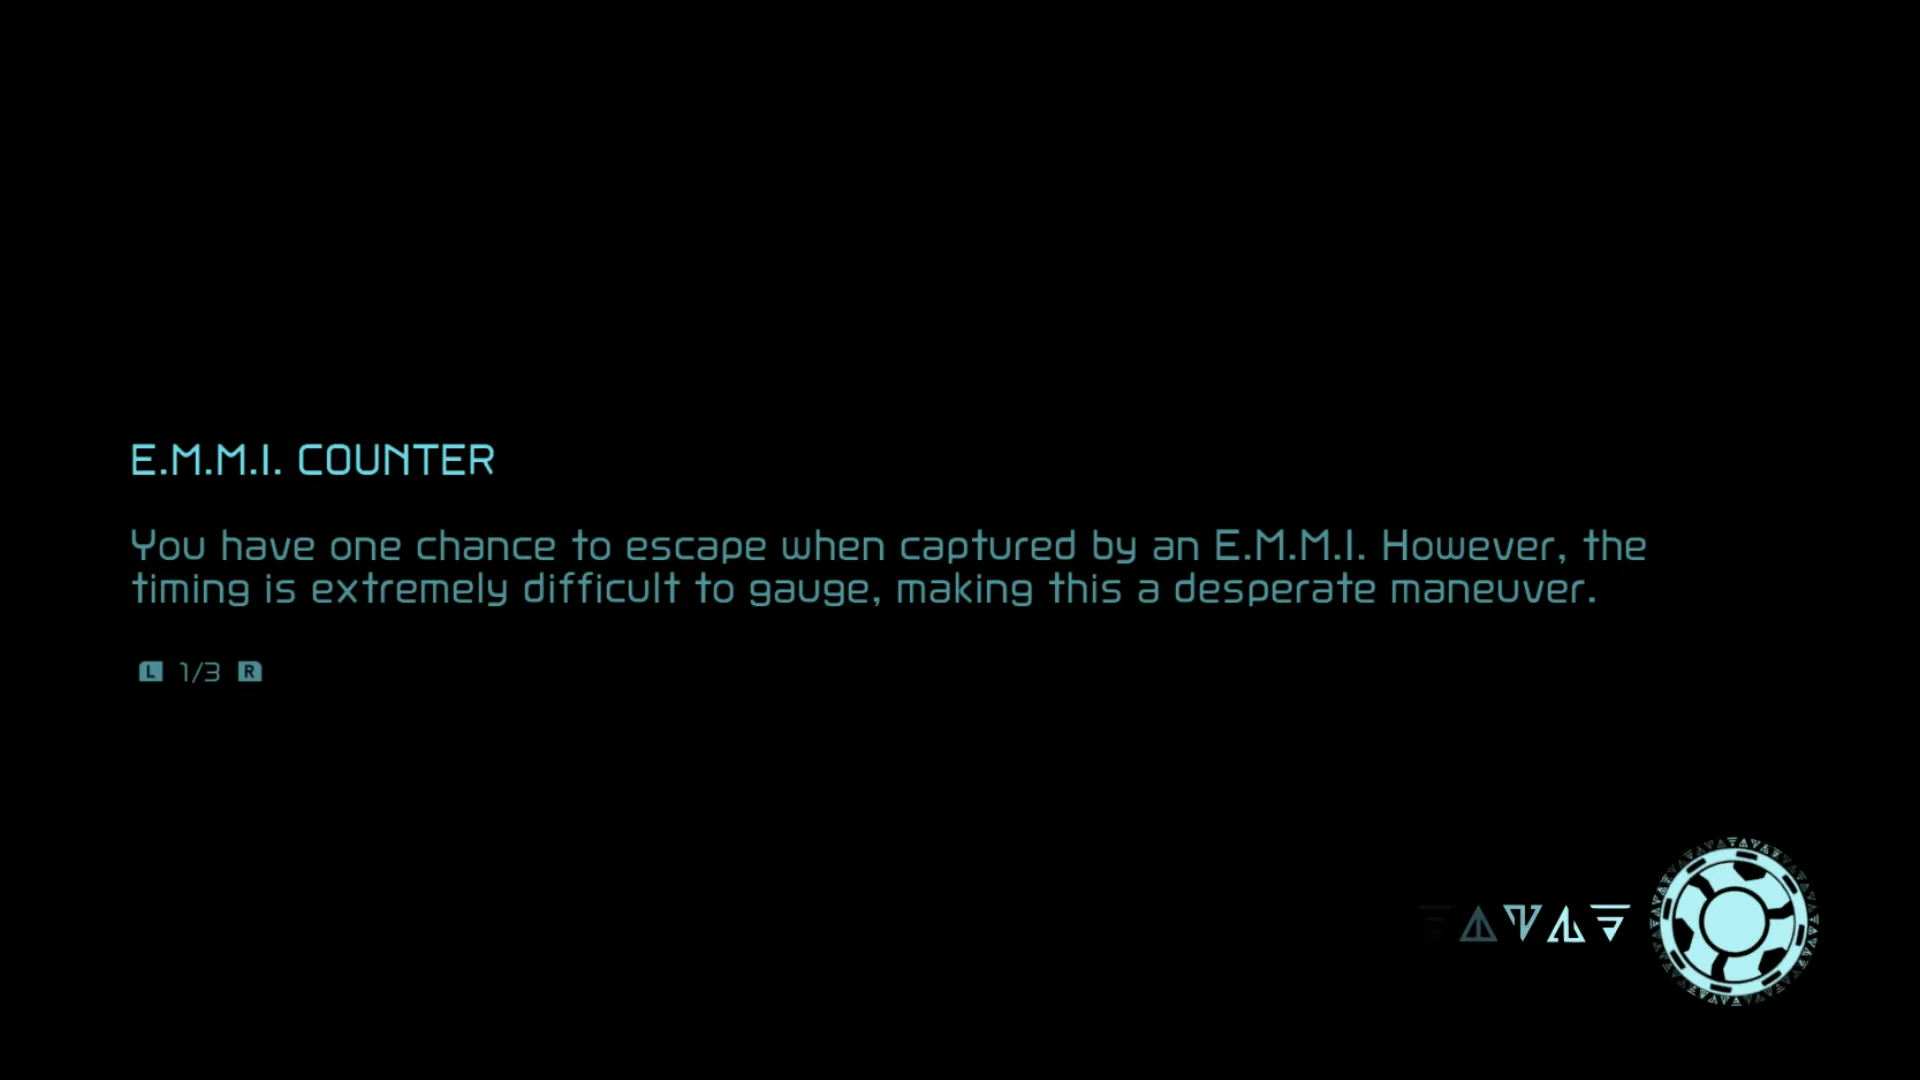 E.M.M.I. COUNTER
You have one chance to escape when captured by an E.M.M.I. However, the
timing is extremely difficult to gauge, making this a desperate maneuver.
L 1/3 R